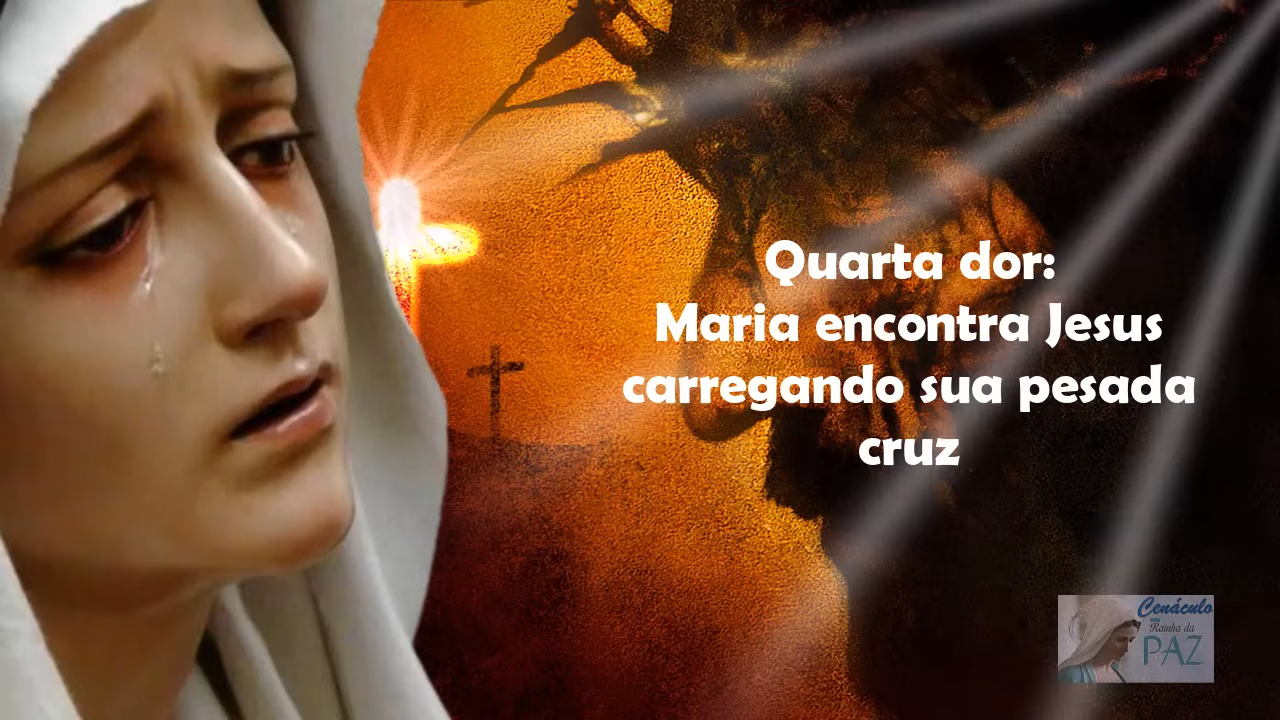 Quarta dor:
Maria encontra Jesus
carregando sua pesada
cruz
Cenáculo
Rainha da
PAZ